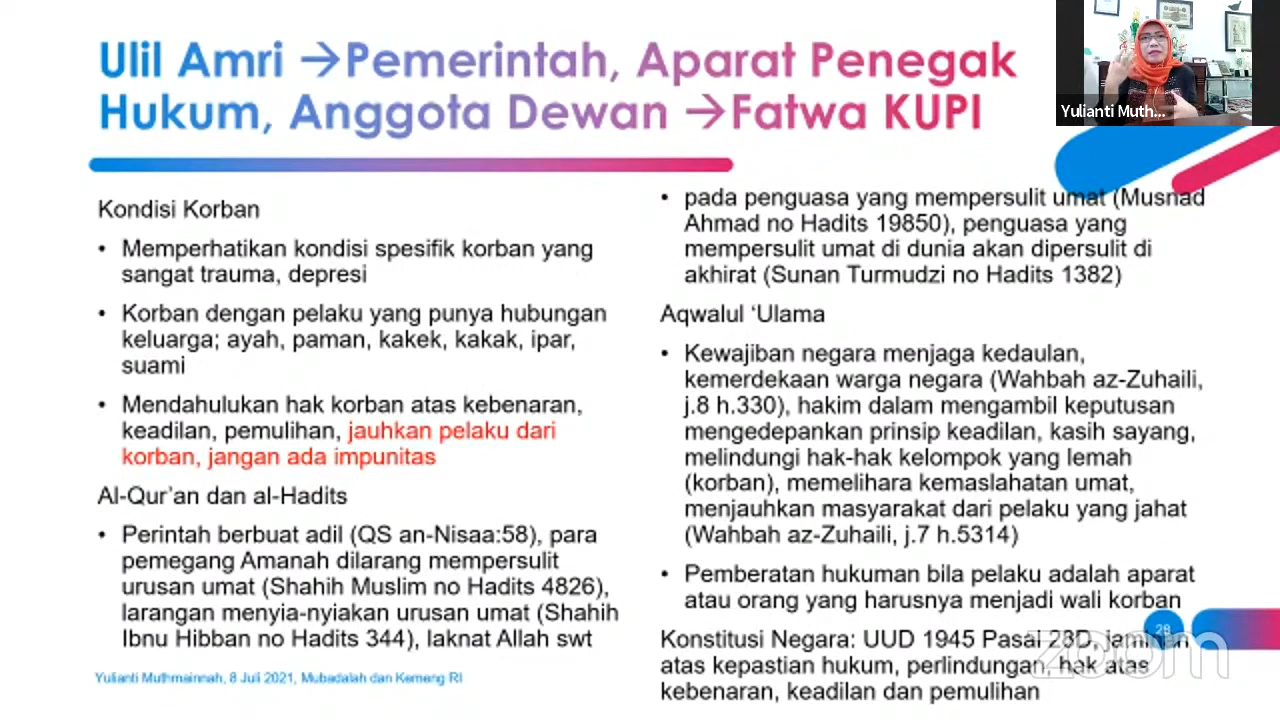 Ulil Amri →Pemerintah, Aparat Penegak
Hukum, Anggota Dewan →Fatwa KUPI
Yulianti Muth...
Kondisi Korban
• Memperhatikan kondisi spesifik korban yang
sangat trauma, depresi
• Korban dengan pelaku yang punya hubungan
keluarga; ayah, paman, kakek, kakak, ipar,
suami
• Mendahulukan hak korban atas kebenaran,
keadilan, pemulihan, jauhkan pelaku dari
korban, jangan ada impunitas
Al-Qur’an dan al-Hadits
• Perintah berbuat adil (QS an-Nisaa:58), para
pemegang Amanah dilarang mempersulit
urusan umat (Shahih Muslim no Hadits 4826),
larangan menyia-nyiakan urusan umat (Shahih
Ibnu Hibban no Hadits 344), laknat Allah swt
• pada penguasa yang mempersulit umat (Musnad
Ahmad no Hadits 19850), penguasa yang
mempersulit umat di dunia akan dipersulit di
akhirat (Sunan Turmudzi no Hadits 1382)
Aqwalul ‘Ulama
• Kewajiban negara menjaga kedaulan,
kemerdekaan warga negara (Wahbah az-Zuhaili,
j.8 h.330), hakim dalam mengambil keputusan
mengedepankan prinsip keadilan, kasih sayang,
melindungi hak-hak kelompok yang lemah
(korban), memelihara kemaslahatan umat,
menjauhkan masyarakat dari pelaku yang jahat
(Wahbah az-Zuhaili, j.7 h.5314)
• Pemberatan hukuman bila pelaku adalah aparat
atau orang yang harusnya menjadi wali korban
Konstitusi Negara: UUD 1945 Pasal 28D, jaminan
atas kepastian hukum, perlindungan, hak atas
kebenaran, keadilan dan pemulihan
28
zoom
Yulianti Muthmainnah, 8 Juli 2021, Mubadalah dan Kemeng RI